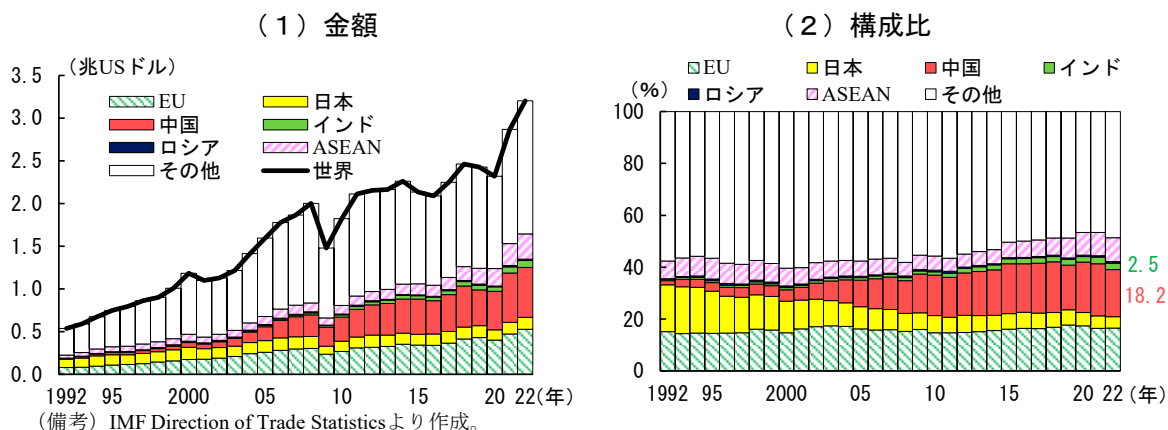 （１）金額
（兆USドル）
3.5
3.0
2.5
2.0
1.5
1.0
0.5
0.0
EU
日本
中国
インド
ロシア
ASEAN
その他
世界
1992 95 2000 05 10 15 20 22(年)
（備考）IMF Direction of Trade Statisticsより作成。
（２）構成比
EU 日本 中国 インド
ロシア ASEAN その他
(%)
100
80
60
40
20
0
2.5
18.2
1992 95 2000 05 10 15 20 22(年)